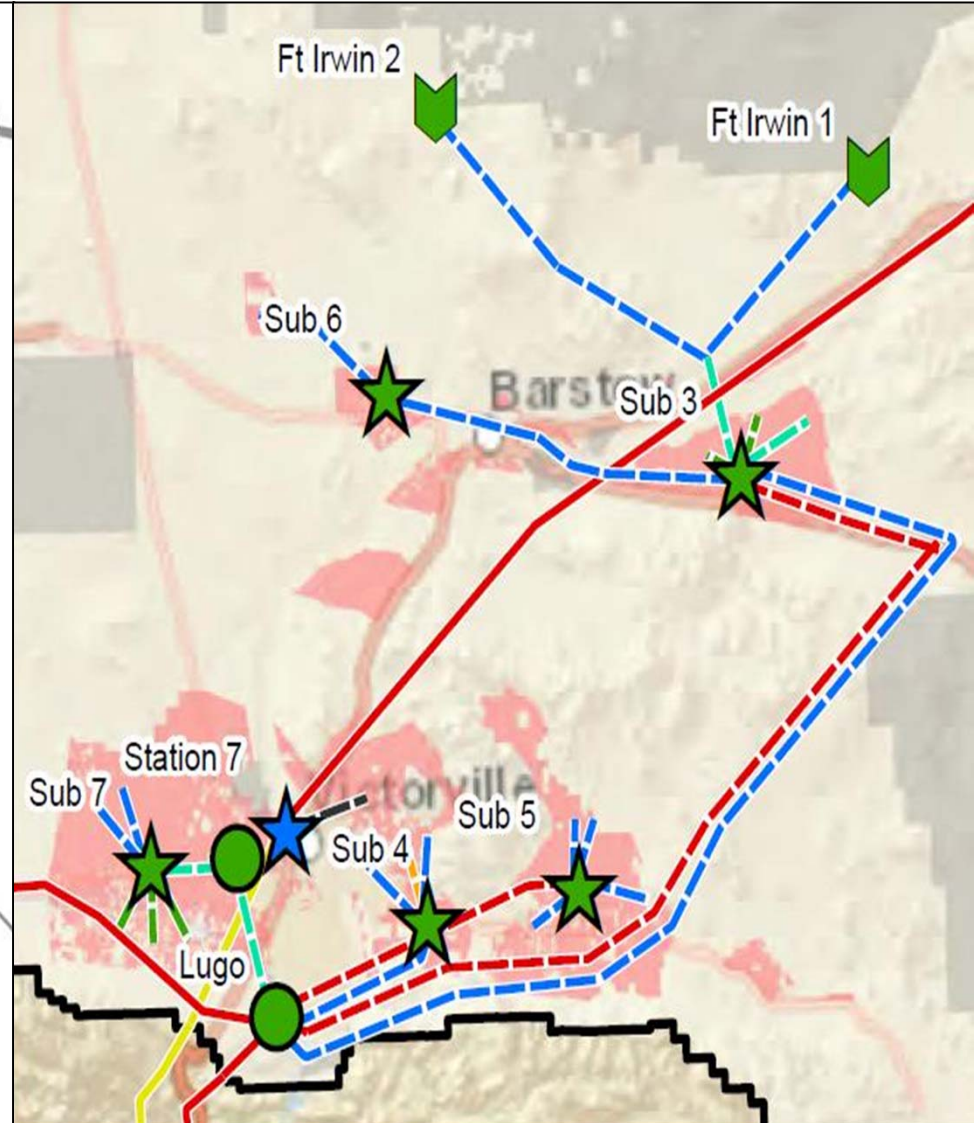 Ft Irwin 2
Ft Irwin 1
Sub 6
Barstow
Sub 3
Station 7
Sub 7
Victorville
Sub 5
Sub 4
Lugo